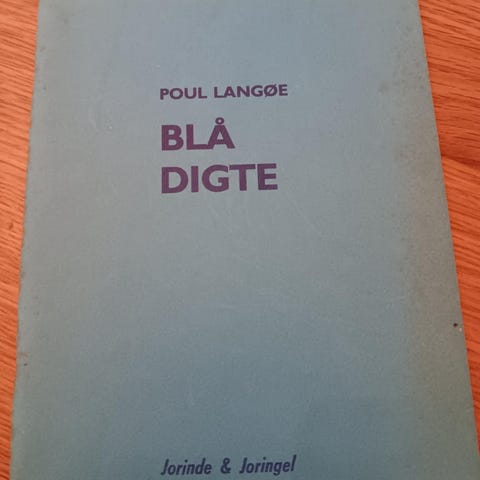 POUL LANGØE
BLÅ
DIGTE
Jorinde & Joringel